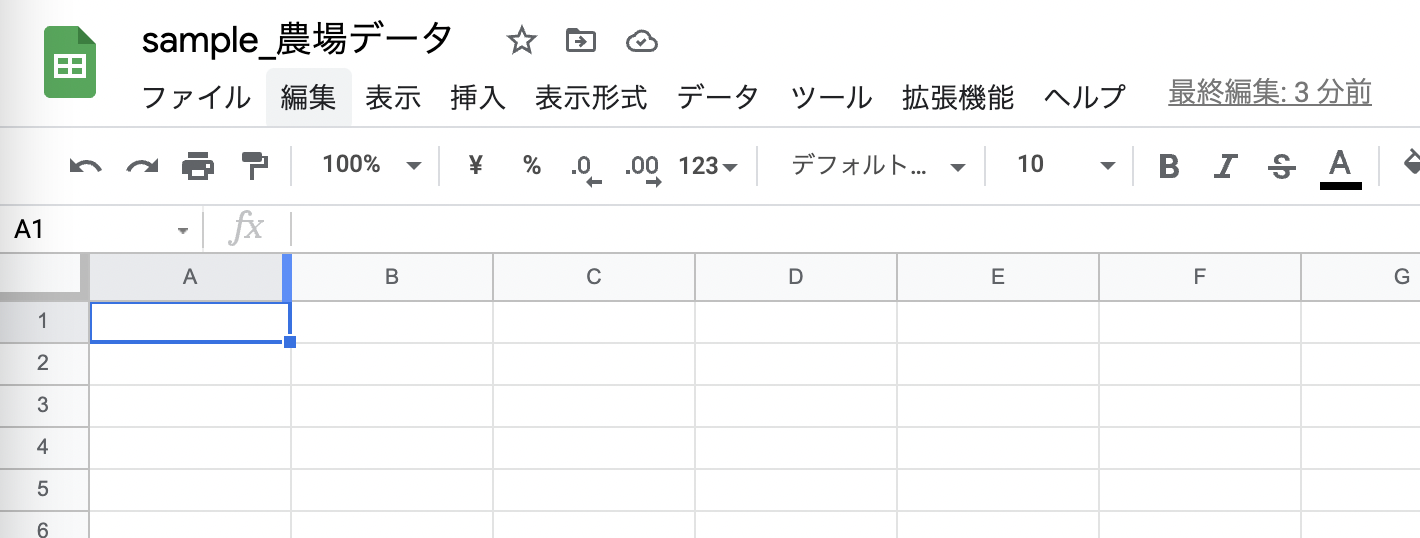 sample_農場データ
ファイル 編集 表示 挿入 表示形式 データ ツール 拡張機能 ヘルプ 最終編集: 3 分前
100% ¥ % .0 .00 123 デフォルト... 10 B I S A
A1 fx
A B C D E F G
1
2
3
4
5
6